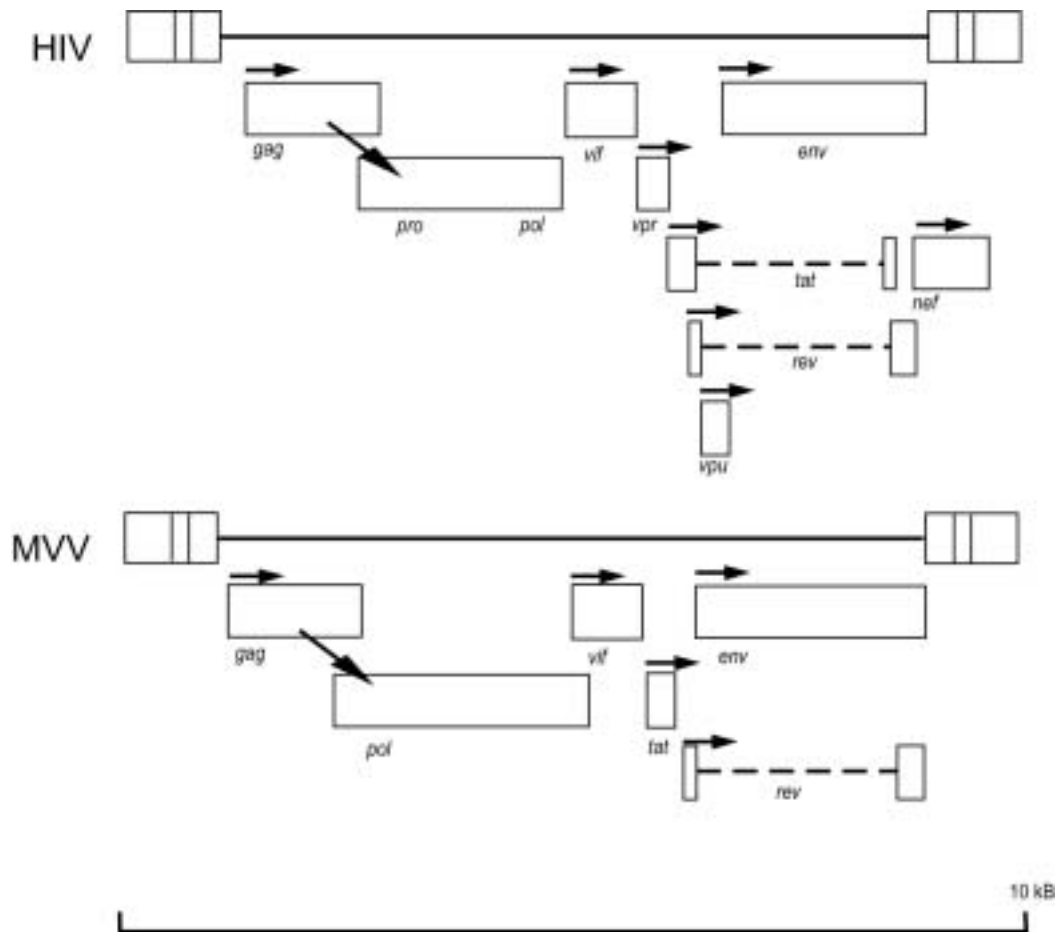 HIV
gag
vif
env
pro
pol
vpr
tat
nef
rev
vpu
MVV
gag
vif
env
pol
tat
rev
10 kB